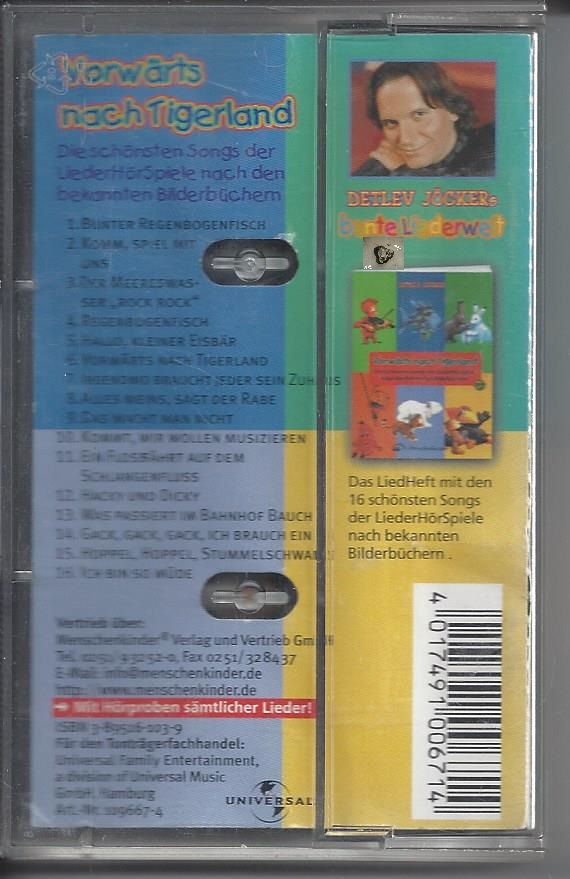 Vorwärts
nach Tigerland
Die schönsten Songs der
LiederHörSpiele nach den
bekannten Bilderbüchern
1. Bunter Regenbogenfisch
2. Komm, spiel mit
uns
3. Der Meereswas-
ser „Rock Rock“
4. Regenbogenfisch
5. Hallo, kleiner Eisbär
6. Vorwärts nach Tigerland
7. Irgendwo braucht jeder sein Zuhaus
8. Alles meins, sagt der Rabe
9. Das macht man nicht
10. Kommt, wir wollen musizieren
11. Ein Flossfahrt auf dem
Schlangenfluss
12. Hacky und Dicky
13. Was passiert im Bahnhof Bauch
14. Gack, gack, gack, ich brauch ein
15. Hoppel, hoppel, Stummelschwan
16. Ich bin so müde
Vertrieb über:
Menschenkinder® Verlag und Vertrieb GmbH
Tel. 0251/93252-0, Fax 0251/328437
E-Mail: info@menschenkinder.de
http://www.menschenkinder.de
Mit Hörproben sämtlicher Lieder!
ISBN 3-89516-103-9
Für den Tonträgerfachhandel:
Universal Family Entertainment,
a division of Universal Music
GmbH, Hamburg
Art.-Nr. 119667-4
UNIVERSAL
DETLEV JÖCKERs
bunte Liederwelt
Vorwärts nach Tigerland
Das LiedHeft mit den
16 schönsten Songs
der LiederHörSpiele
nach bekannten
Bilderbüchern .
4 017491 006714